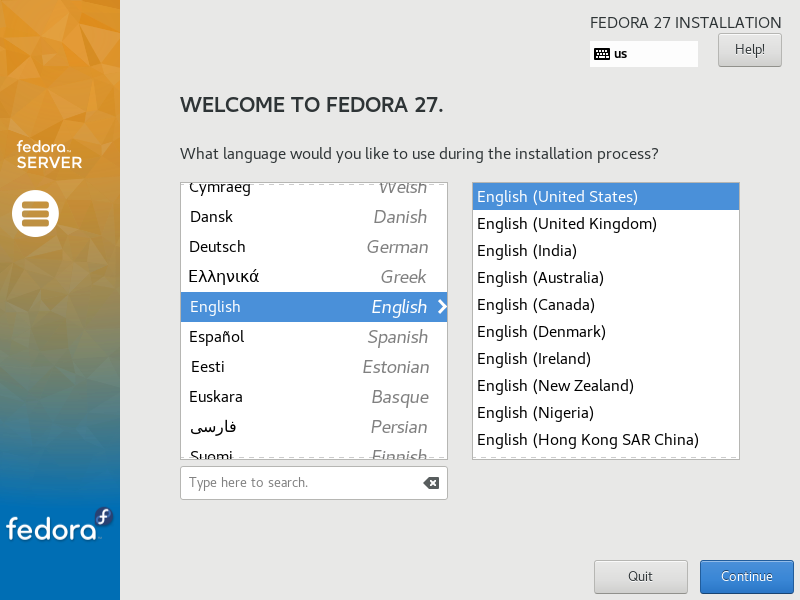 FEDORA 27 INSTALLATION
us
Help!
fedora
SERVER
WELCOME TO FEDORA 27.
What language would you like to use during the installation process?
Cymraeg Welsh
Dansk Danish
Deutsch German
Ελληνικά Greek
English English
Español Spanish
Eesti Estonian
Euskara Basque
فارسی Persian
Suomi Finnish
Type here to search.
English (United States)
English (United Kingdom)
English (India)
English (Australia)
English (Canada)
English (Denmark)
English (Ireland)
English (New Zealand)
English (Nigeria)
English (Hong Kong SAR China)
fedora
Quit
Continue